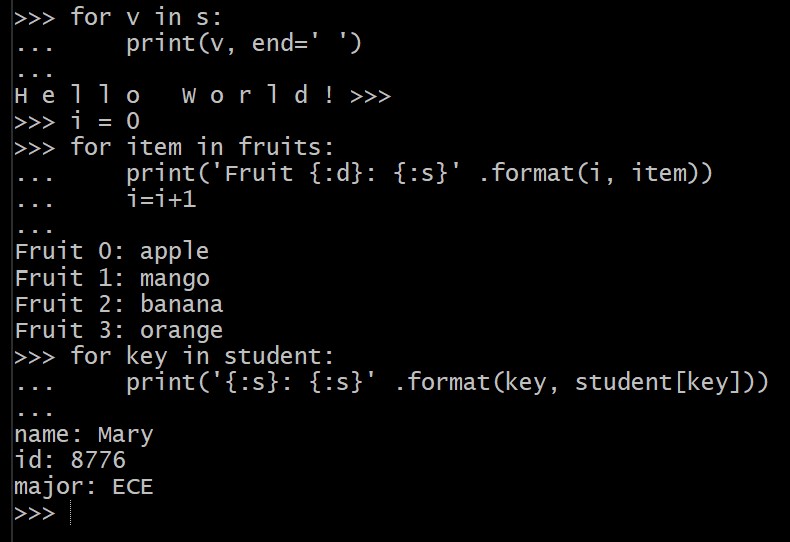 >>> for v in s:
...     print(v, end=' ')
...
H e l l o   W o r l d ! >>>
>>> i = 0
>>> for item in fruits:
...     print('Fruit {:d}: {:s}' .format(i, item))
...     i=i+1
...
Fruit 0: apple
Fruit 1: mango
Fruit 2: banana
Fruit 3: orange
>>> for key in student:
...     print('{:s}: {:s}' .format(key, student[key]))
...
name: Mary
id: 8776
major: ECE
>>>